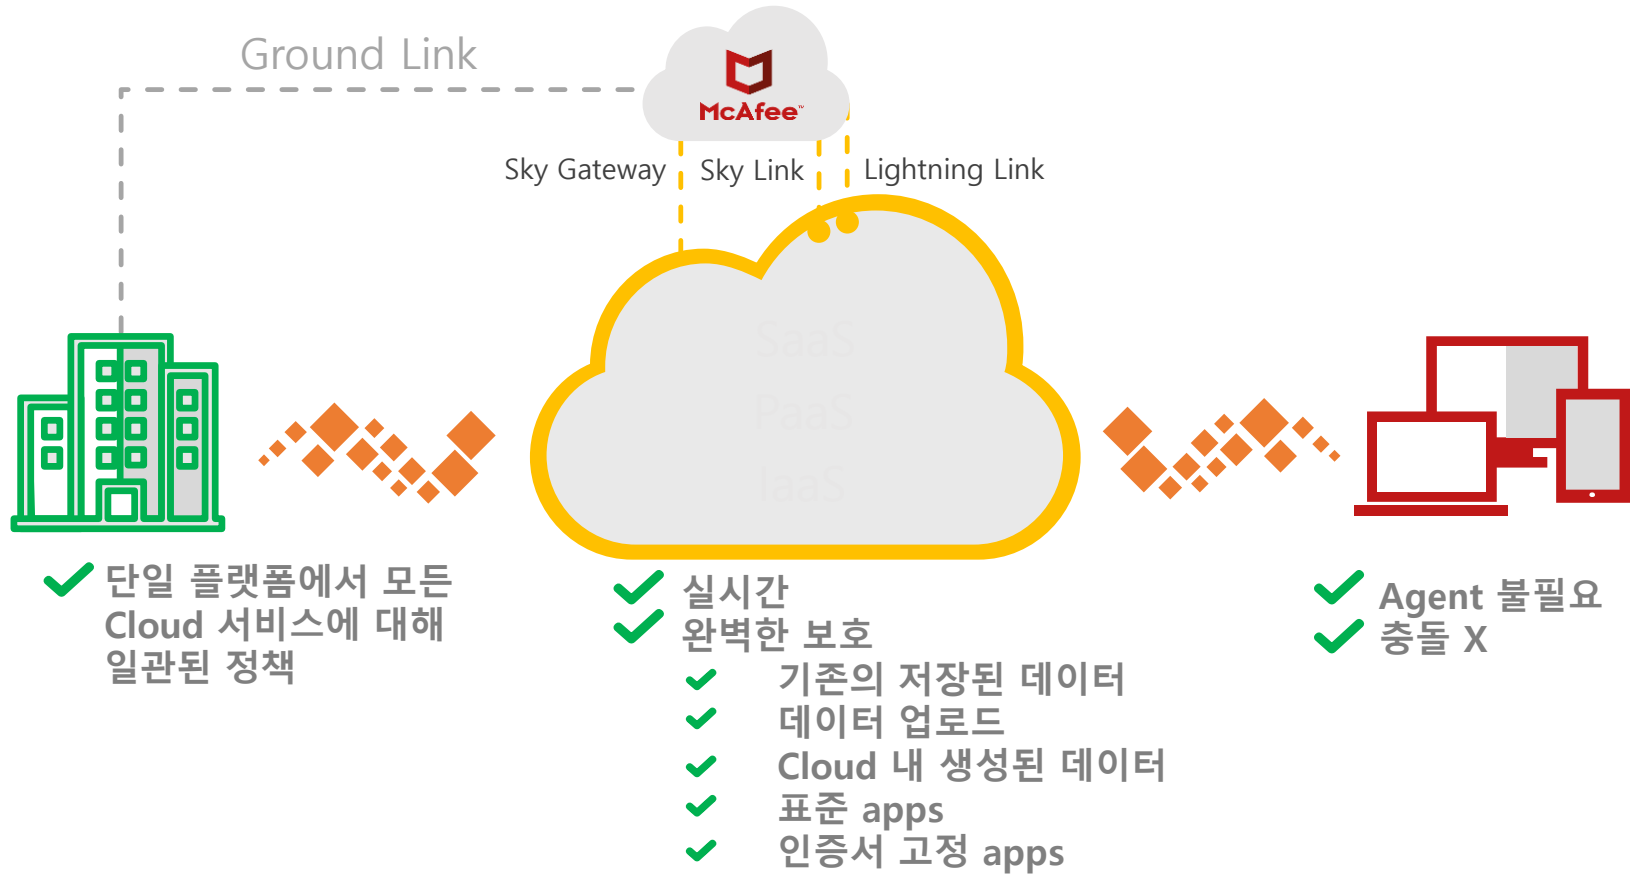 Ground Link
McAfee™
Sky Gateway
Sky Link
Lightning Link
SaaS
PaaS
IaaS
단일 플랫폼에서 모든
Cloud 서비스에 대해
일관된 정책
실시간
완벽한 보호
기존의 저장된 데이터
데이터 업로드
Cloud 내 생성된 데이터
표준 apps
인증서 고정 apps
Agent 불필요
충돌 X